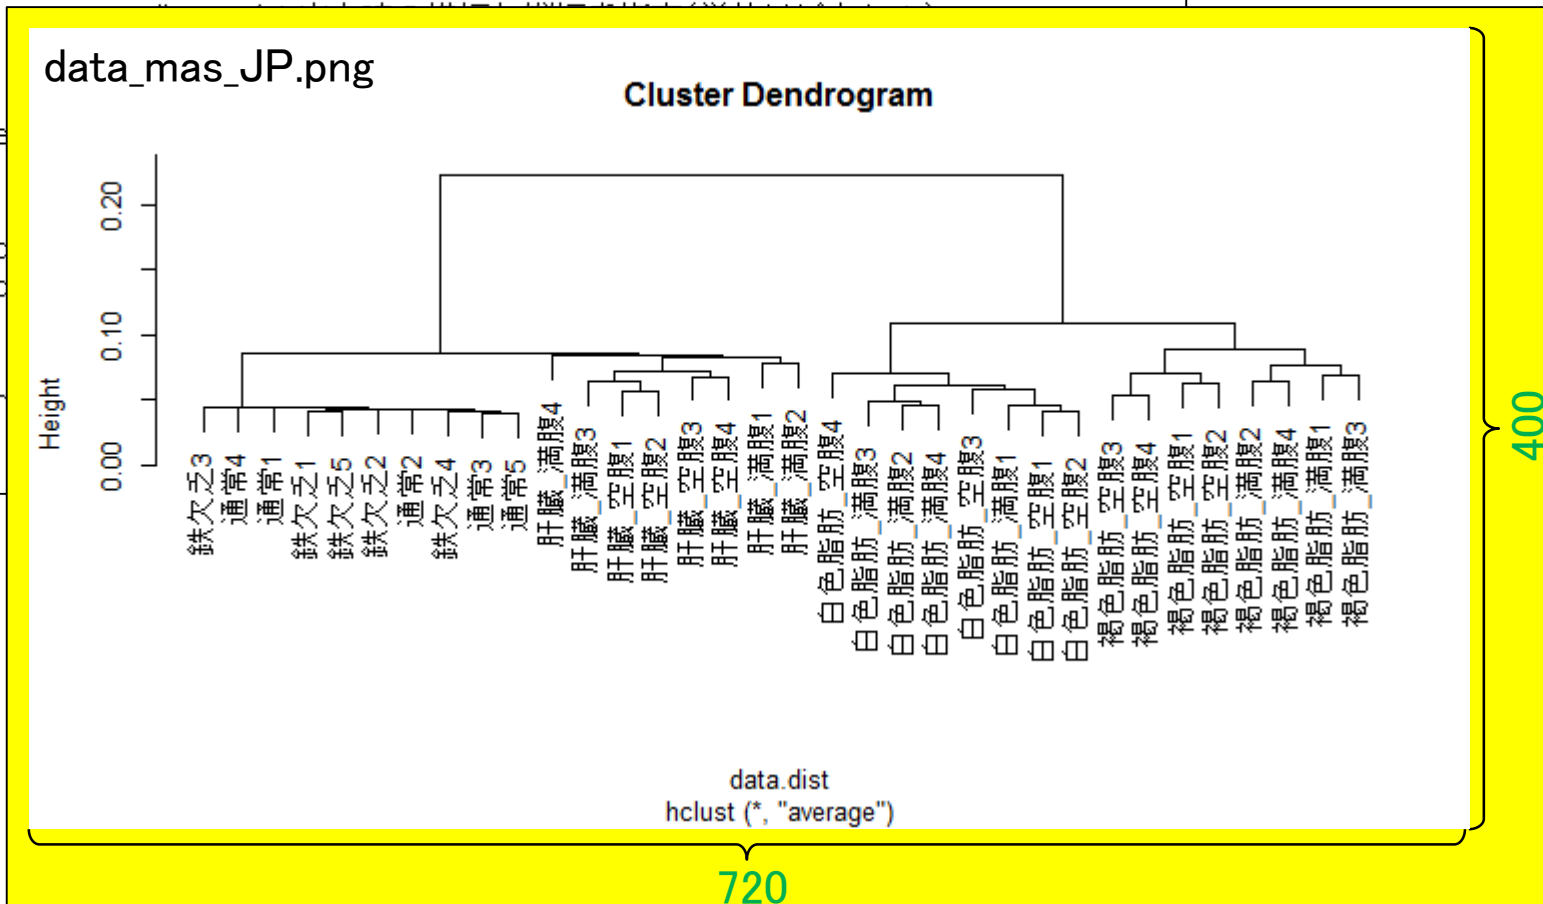 data_mas_JP.png
Cluster Dendrogram
Height
0.00
0.10
0.20
鉄欠乏3
通常4
通常1
鉄欠乏1
鉄欠乏5
鉄欠乏2
通常2
鉄欠乏4
通常3
通常5
肝臓_満腹4
肝臓_満腹3
肝臓_空腹1
肝臓_空腹2
肝臓_空腹3
肝臓_空腹4
肝臓_満腹1
肝臓_満腹2
白色脂肪_空腹4
白色脂肪_満腹3
白色脂肪_満腹2
白色脂肪_満腹4
白色脂肪_空腹3
白色脂肪_満腹1
白色脂肪_空腹1
白色脂肪_空腹2
褐色脂肪_空腹3
褐色脂肪_空腹4
褐色脂肪_空腹1
褐色脂肪_空腹2
褐色脂肪_満腹2
褐色脂肪_満腹4
褐色脂肪_満腹1
褐色脂肪_満腹3
data.dist
hclust (*, "average")
400
720